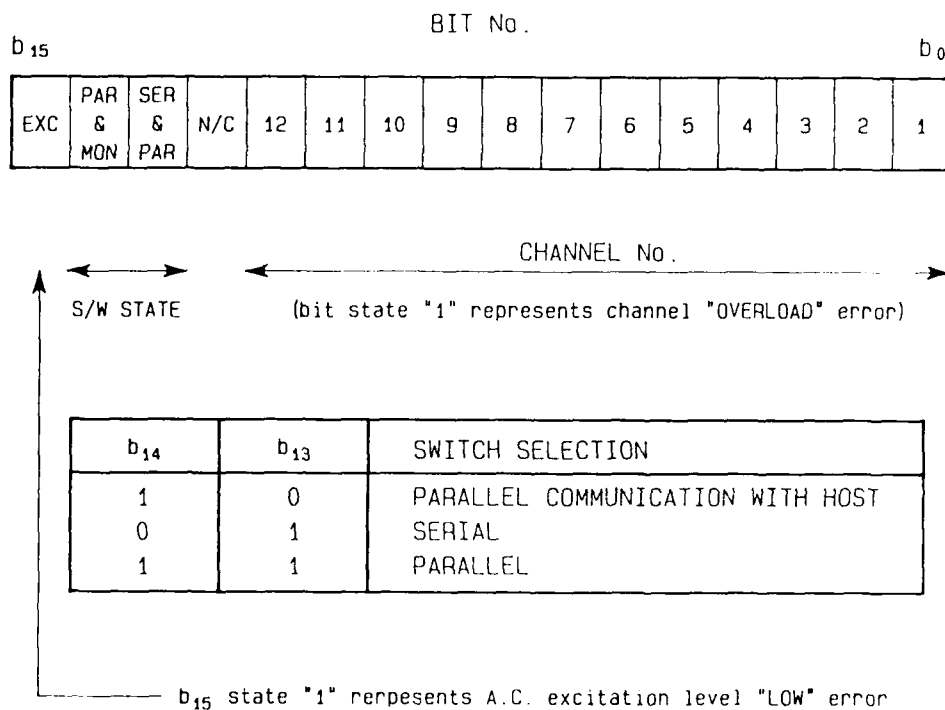 BIT No.
b15 b0
EXC PAR & MON SER & PAR N/C 12 11 10 9 8 7 6 5 4 3 2 1
CHANNEL No.
S/W STATE (bit state "1" represents channel "OVERLOAD" error)
b14 b13 SWITCH SELECTION
1 0 PARALLEL COMMUNICATION WITH HOST
0 1 SERIAL
1 1 PARALLEL
b15 state "1" rerpesents A.C. excitation level "LOW" error